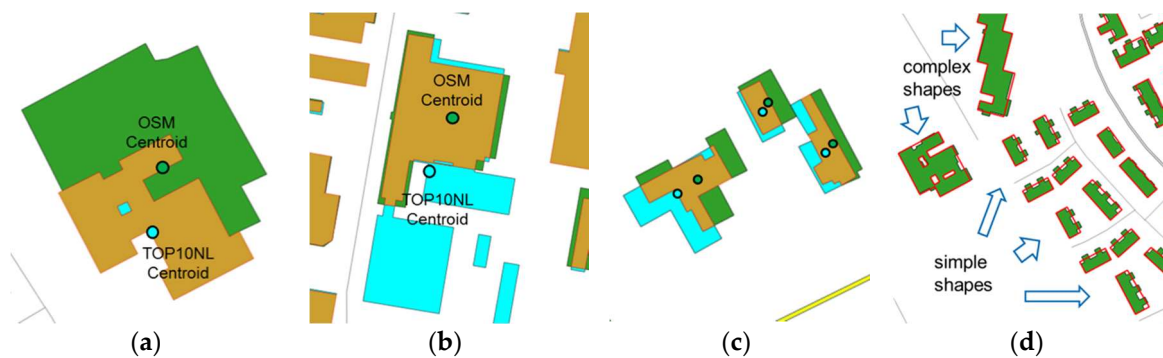 OSM
Centroid
TOP10NL
Centroid
OSM
Centroid
TOP10NL
Centroid
complex
shapes
simple
shapes
(a)
(b)
(c)
(d)